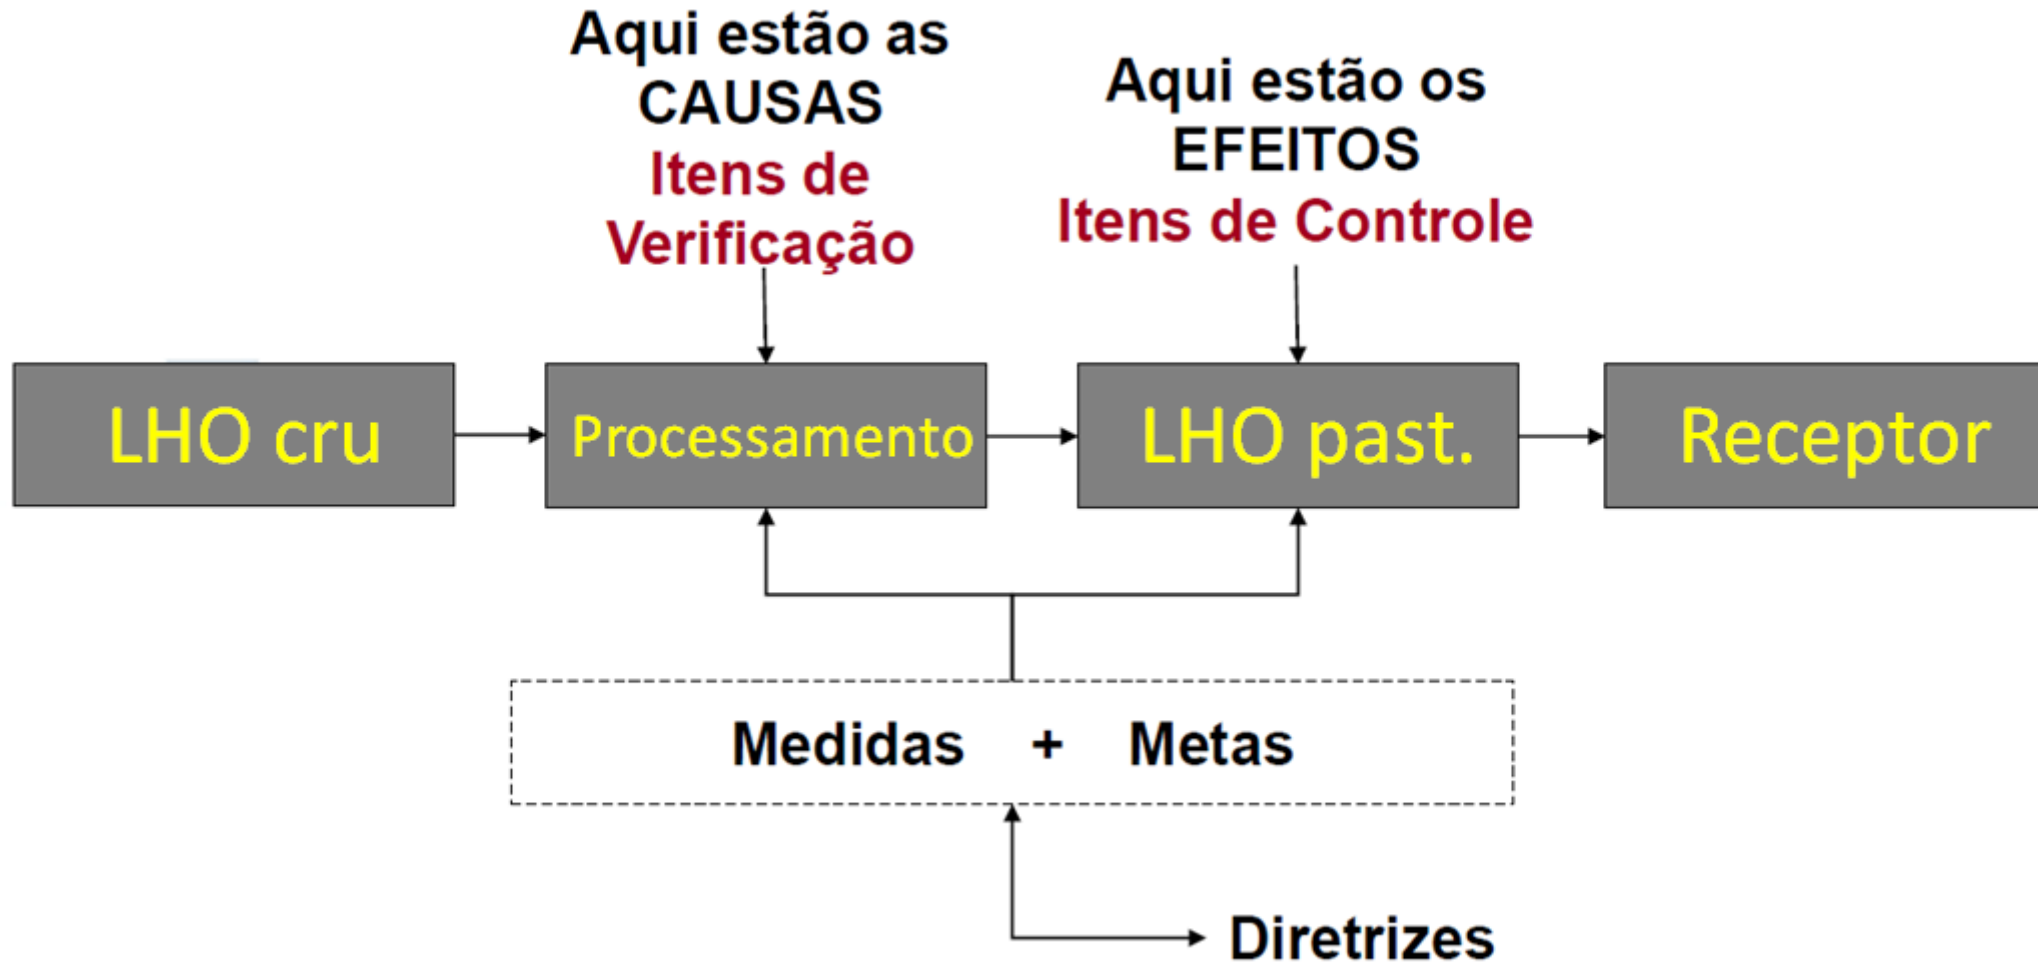 Aqui estão as
CAUSAS
Itens de
Verificação
Aqui estão os
EFEITOS
Itens de Controle
LHO cru
Processamento
LHO past.
Receptor
Medidas + Metas
Diretrizes